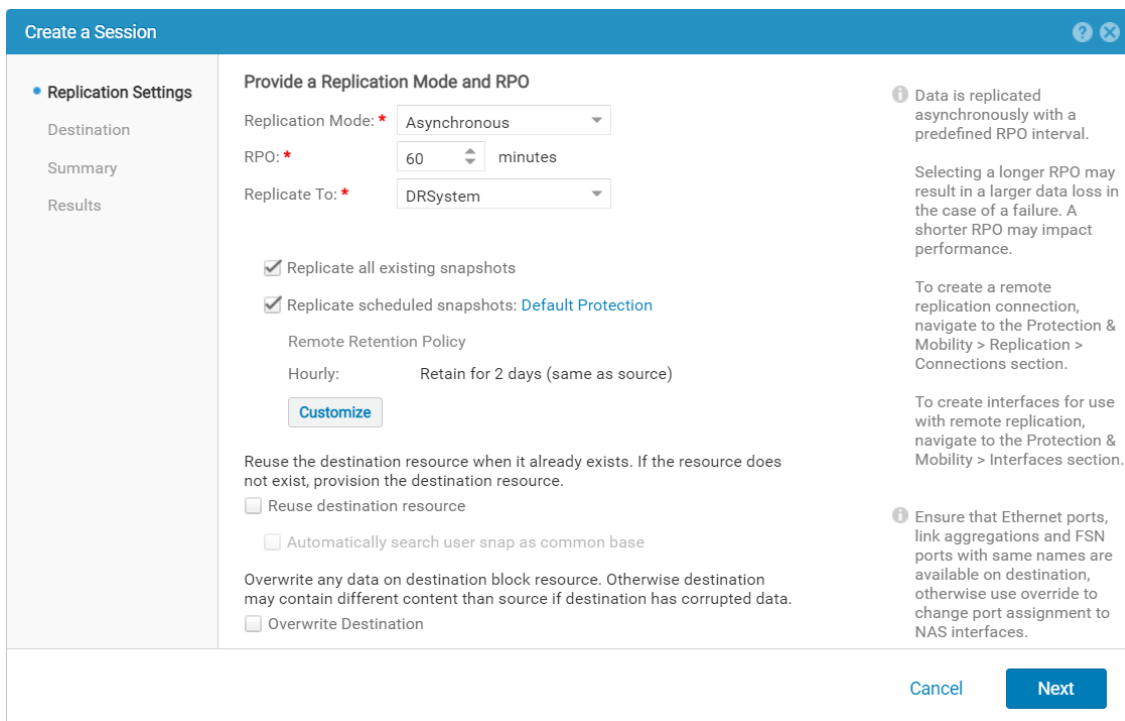 Create a Session
Replication Settings
Destination
Summary
Results
Provide a Replication Mode and RPO
Replication Mode: * Asynchronous
RPO: * 60 minutes
Replicate To: * DRSystem
Replicate all existing snapshots
Replicate scheduled snapshots: Default Protection
Remote Retention Policy
Hourly: Retain for 2 days (same as source)
Customize
Reuse the destination resource when it already exists. If the resource does
not exist, provision the destination resource.
Reuse destination resource
Automatically search user snap as common base
Overwrite any data on destination block resource. Otherwise destination
may contain different content than source if destination has corrupted data.
Overwrite Destination
Data is replicated
asynchronously with a
predefined RPO interval.
Selecting a longer RPO may
result in a larger data loss in
the case of a failure. A
shorter RPO may impact
performance.
To create a remote
replication connection,
navigate to the Protection &
Mobility > Replication >
Connections section.
To create interfaces for use
with remote replication,
navigate to the Protection &
Mobility > Interfaces section.
Ensure that Ethernet ports,
link aggregations and FSN
ports with same names are
available on destination,
otherwise use override to
change port assignment to
NAS interfaces.
Cancel
Next